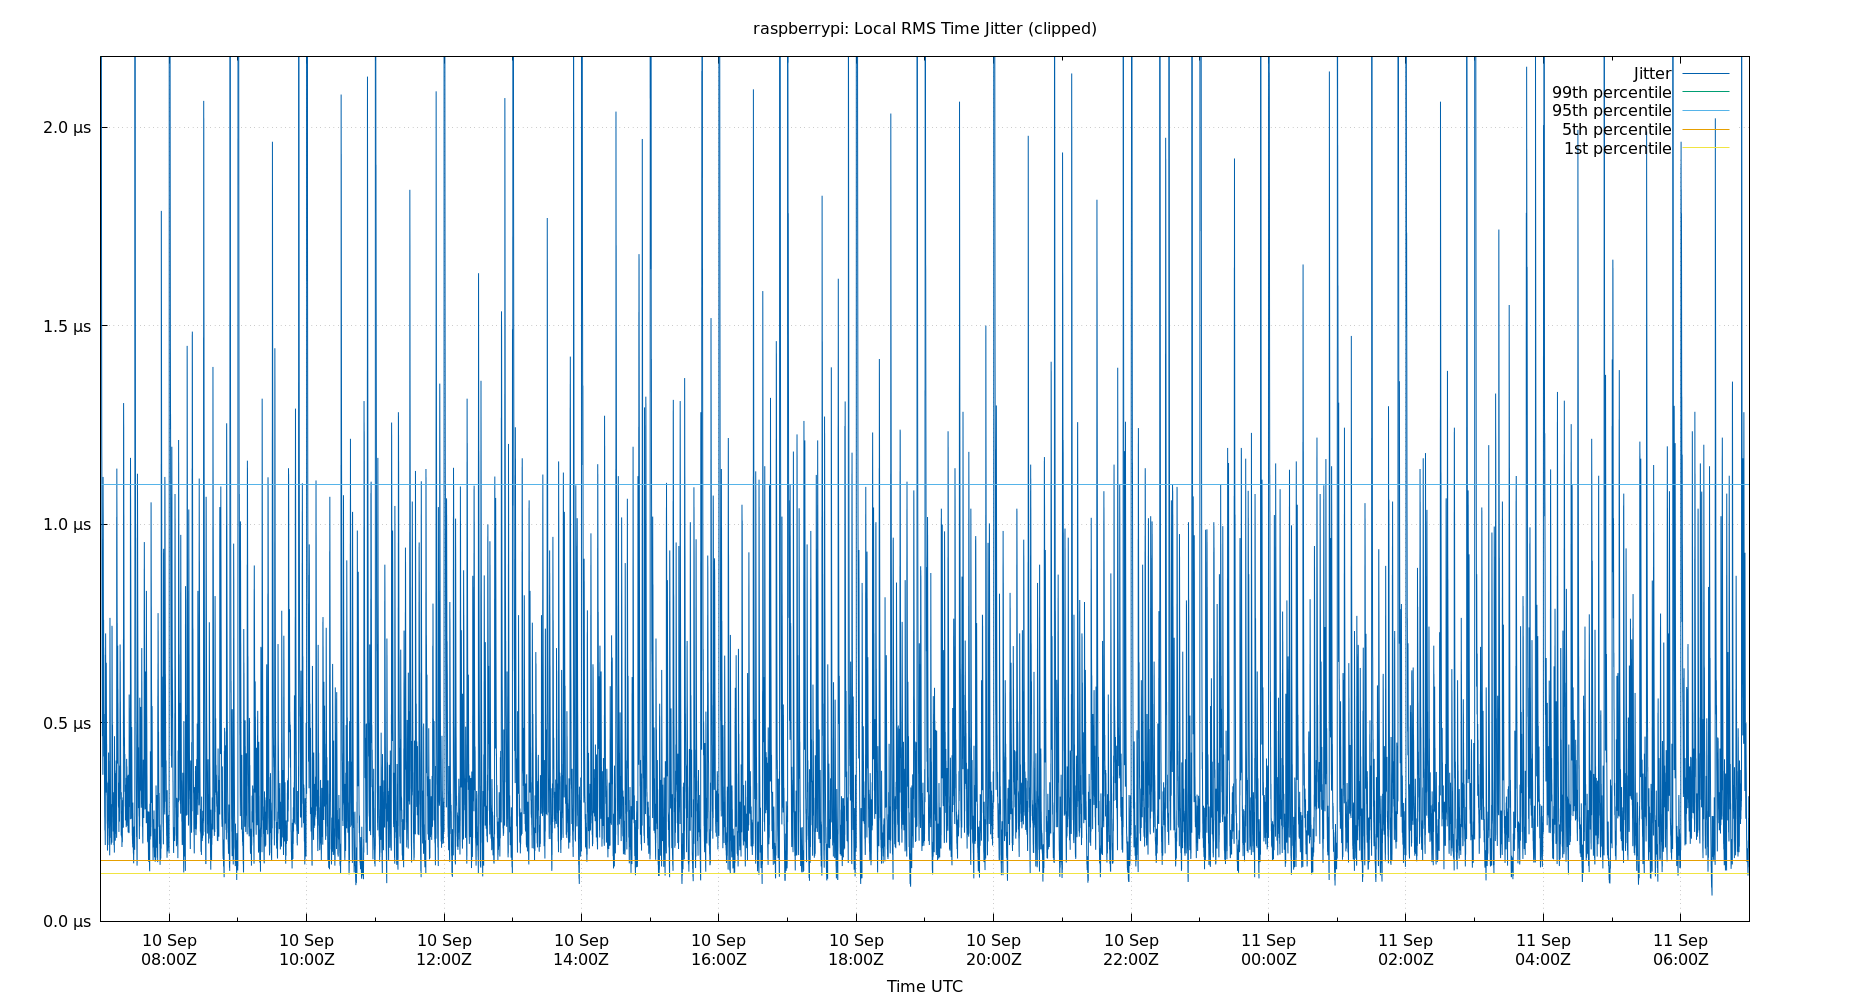 raspberrypi: Local RMS Time Jitter (clipped)
Jitter
99th percentile
95th percentile
5th percentile
1st percentile
2.0 µs
1.5 µs
1.0 µs
0.5 µs
0.0 µs
10 Sep 10 Sep 10 Sep 10 Sep 10 Sep 10 Sep 10 Sep 10 Sep 11 Sep 11 Sep 11 Sep 11 Sep
08:00Z 10:00Z 12:00Z 14:00Z 16:00Z 18:00Z 20:00Z 22:00Z 00:00Z 02:00Z 04:00Z 06:00Z
Time UTC